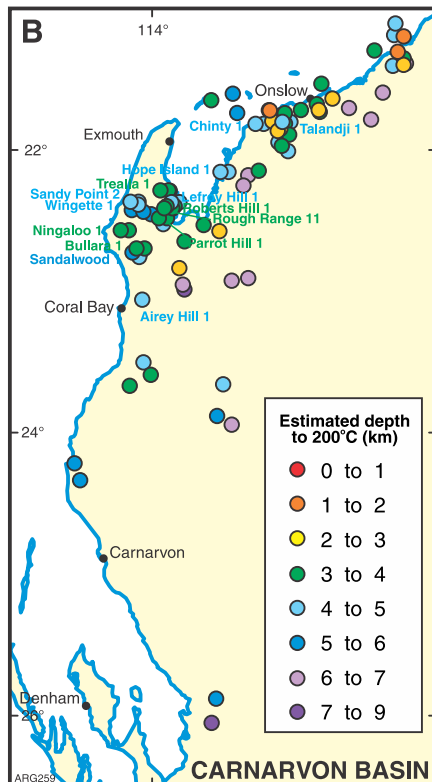 B
114°
Onslow
Chinty 1
Talandji 1
Exmouth
22°
Hope Island 1
Trealla 1
Sandy Point 2
Lefroy Hill 1
Wingette 1
Roberts Hill 1
Rough Range 11
Ningaloo 1
Parrot Hill 1
Bullara 1
Sandalwood
Coral Bay
Airey Hill 1
24°
Estimated depth
to 200°C (km)
0 to 1
1 to 2
2 to 3
3 to 4
4 to 5
5 to 6
6 to 7
7 to 9
Carnarvon
Denham
26°
ARG259
CARNARVON BASIN